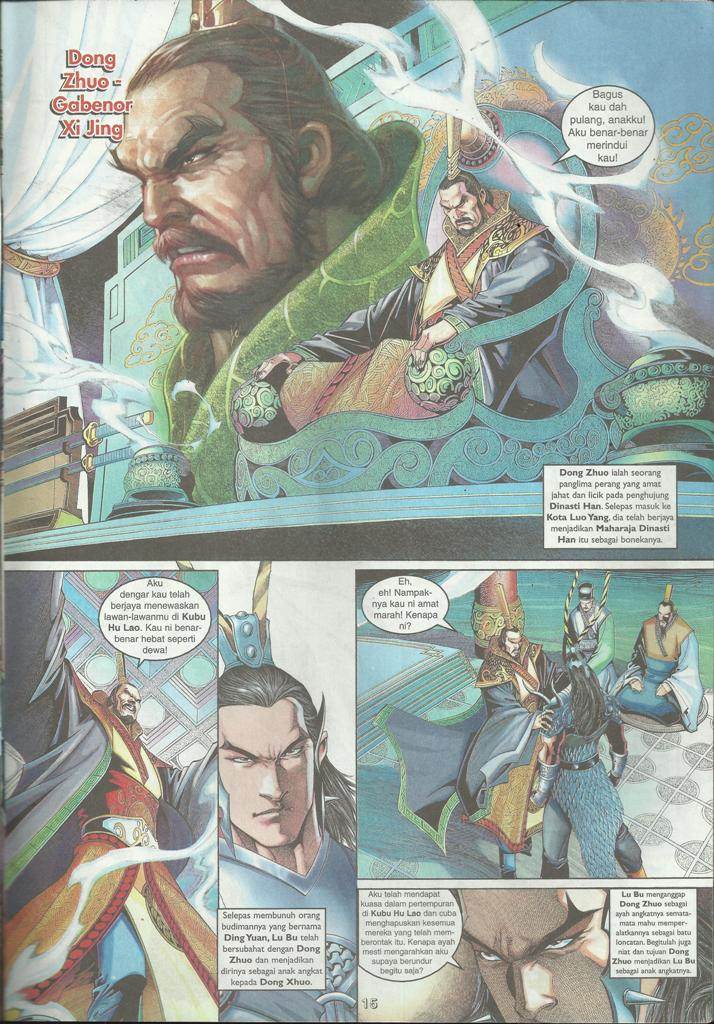 Dong
Zhuo -
Gabenor
Xi Jing
Bagus
kau dah
pulang, anakku!
Aku benar-benar
merindui
kau!
Dong Zhuo ialah seorang
panglima perang yang amat
jahat dan licik pada penghujung
Dinasti Han. Selepas masuk ke
Kota Luo Yang, dia telah berjaya
menjadikan Maharaja Dinasti
Han itu sebagai bonekanya.
Aku
dengar kau telah
berjaya menewaskan
lawan-lawanmu di Kubu
Hu Lao. Kau ni benar-
benar hebat seperti
dewa!
Selepas membunuh orang
budimannya yang bernama
Ding Yuan, Lu Bu telah
bersubahat dengan Dong
Zhuo dan menjadikan
dirinya sebagai anak angkat
kepada Dong Xhuo.
Eh,
eh! Nampak-
nya kau ni amat
marah! Kenapa
ni?
Aku telah mendapat
kuasa dalam pertempuran
di Kubu Hu Lao dan cuba
menghapuskan kesemua
mereka yang telah mem-
berontak itu. Kenapa ayah
mesti mengarahkan aku
supaya berundur
begitu saja?
Lu Bu menganggap
Dong Zhuo sebagai
ayah angkatnya semata-
mata mahu memper-
alatkannya sebagai batu
loncatan. Begitulah juga
niat dan tujuan Dong
Zhuo menjadikan Lu Bu
sebagai anak angkatnya.
15